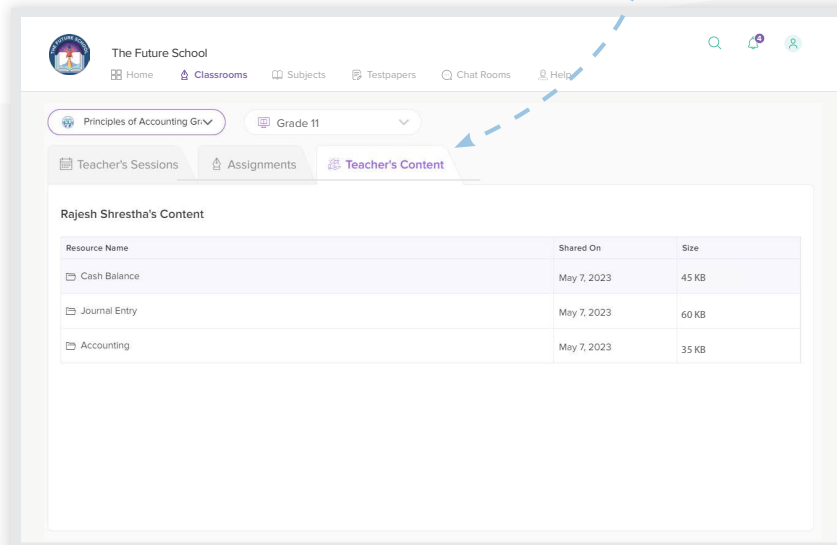 The Future School
4
Home Classrooms Subjects Testpapers Chat Rooms Help
Principles of Accounting Gr
Grade 11
Teacher's Sessions Assignments Teacher's Content
Rajesh Shrestha's Content
Resource Name Shared On Size
Cash Balance May 7, 2023 45 KB
Journal Entry May 7, 2023 60 KB
Accounting May 7, 2023 35 KB